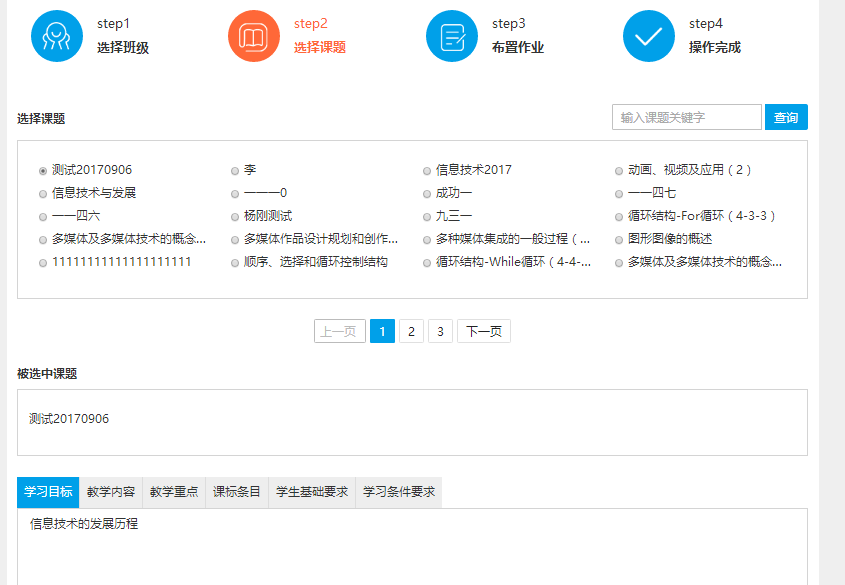 step1 step2 step3 step4
选择班级 选择课题 布置作业 操作完成
选择课题 输入课题关键字 查询
测试20170906 李 信息技术2017 动画、视频及应用（2）
信息技术与发展 一一一0 成功一 一一四七
一一四六 杨刚测试 九三一 循环结构-For循环（4-3-3）
多媒体及多媒体技术的概念... 多媒体作品设计规划和创作... 多种媒体集成的一般过程（... 图形图像的概述
11111111111111111111 顺序、选择和循环控制结构 循环结构-While循环（4-4-... 多媒体及多媒体技术的概念...
上一页 1 2 3 下一页
被选中课题
测试20170906
学习目标 教学内容 教学重点 课标条目 学生基础要求 学习条件要求
信息技术的发展历程